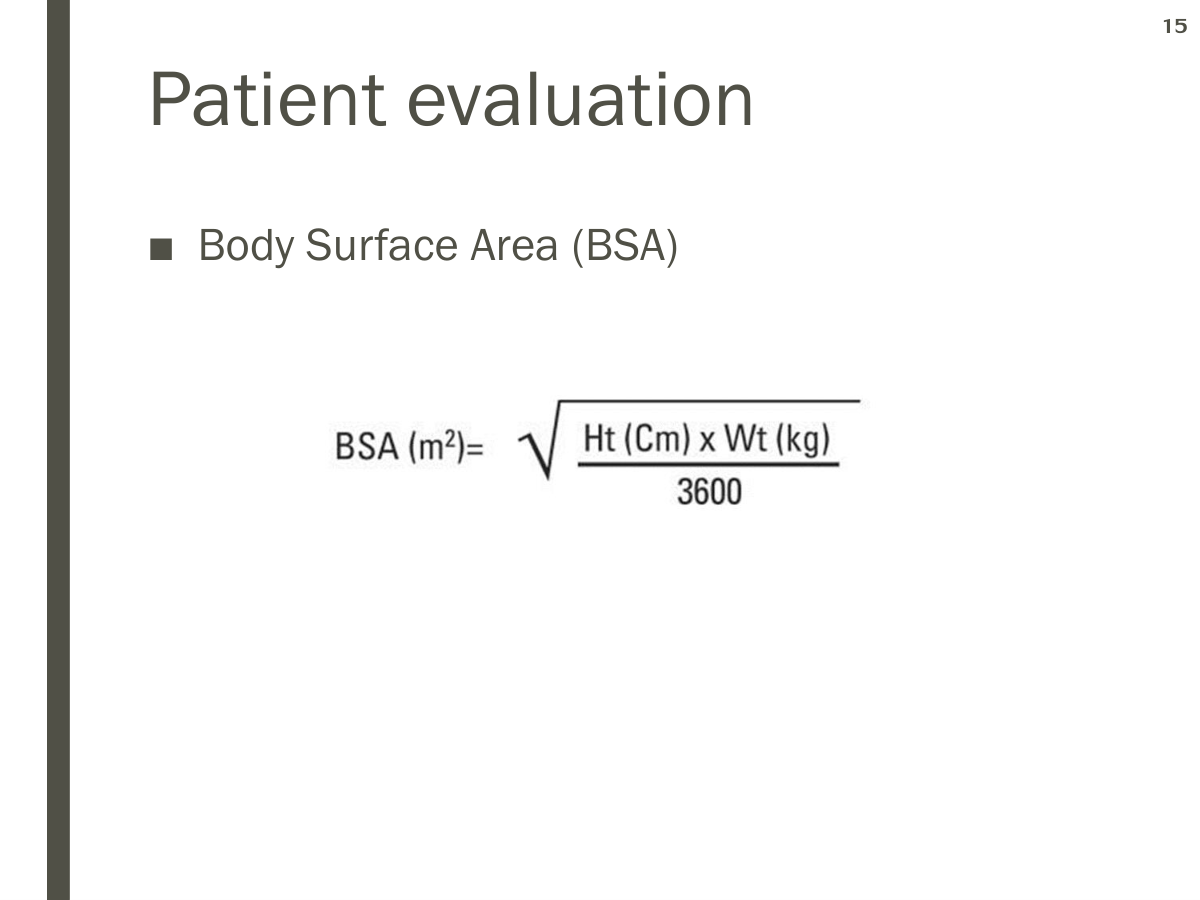 15
Patient evaluation
■ Body Surface Area (BSA)
BSA (m²)= √ Ht (Cm) x Wt (kg)
3600